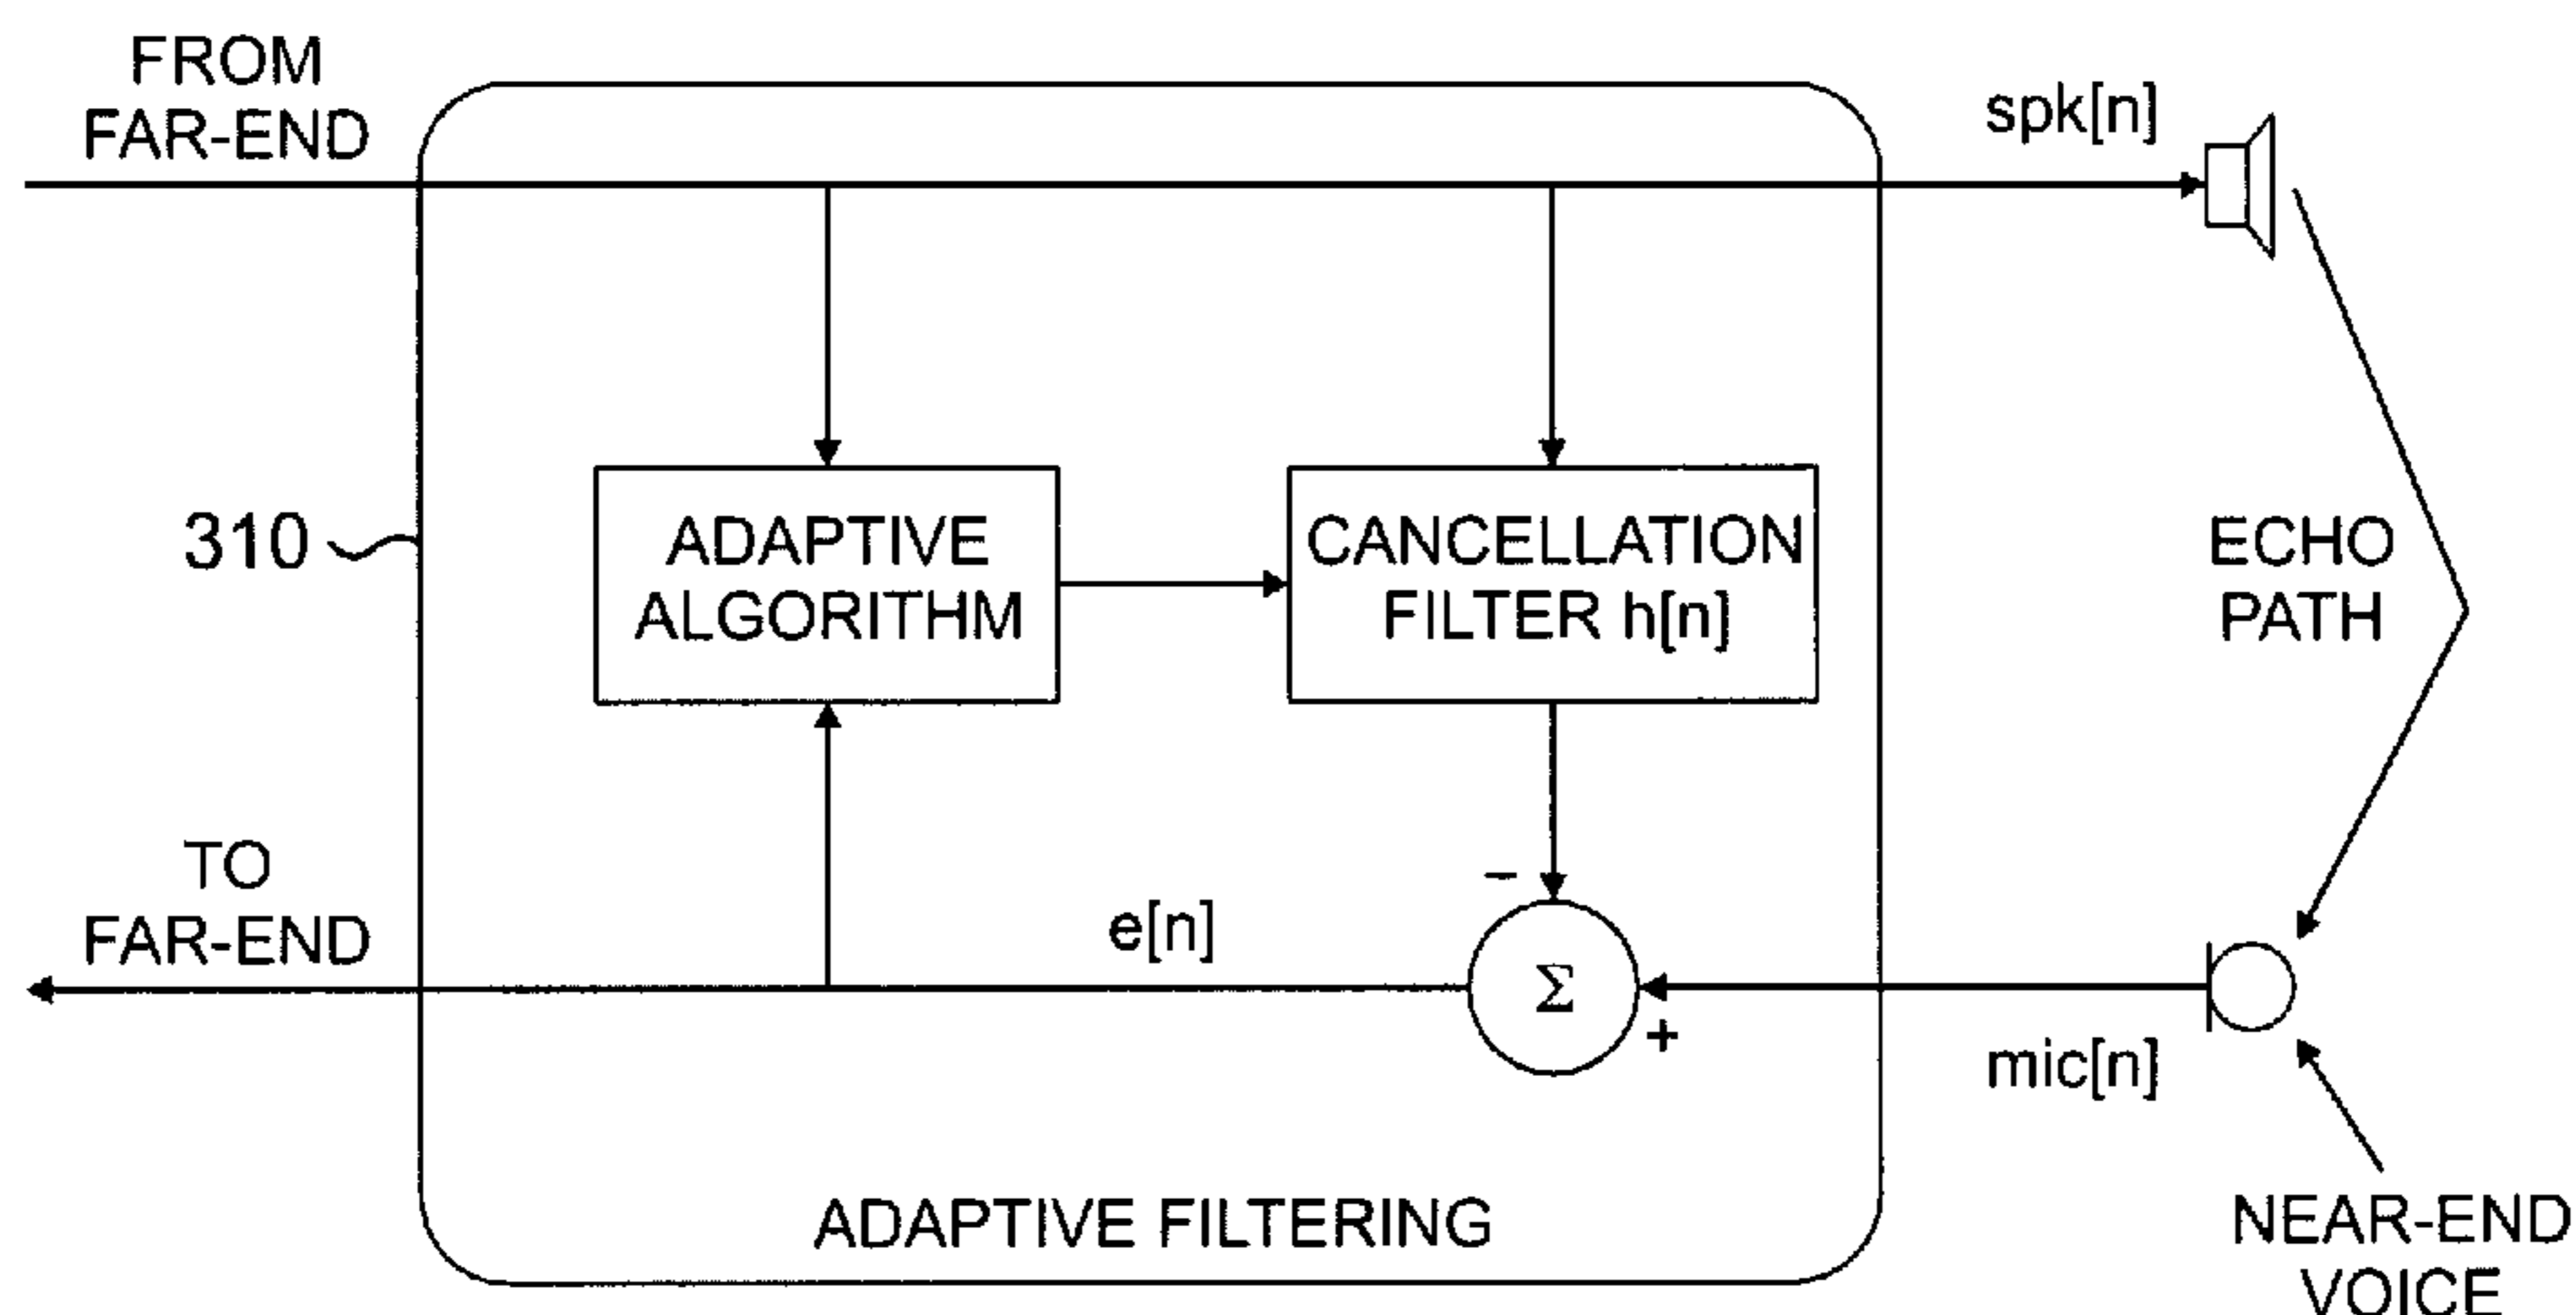 FROM
FAR-END
spk[n]
310
ADAPTIVE
ALGORITHM
CANCELLATION
FILTER h[n]
ECHO
PATH
TO
FAR-END
e[n]
−
Σ
+
mic[n]
ADAPTIVE FILTERING
NEAR-END
VOICE